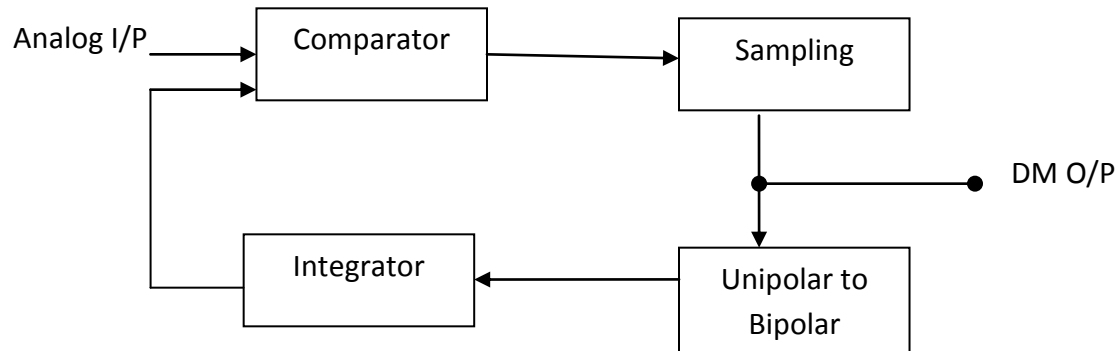 Analog I/P
Comparator
Sampling
DM O/P
Integrator
Unipolar to
Bipolar